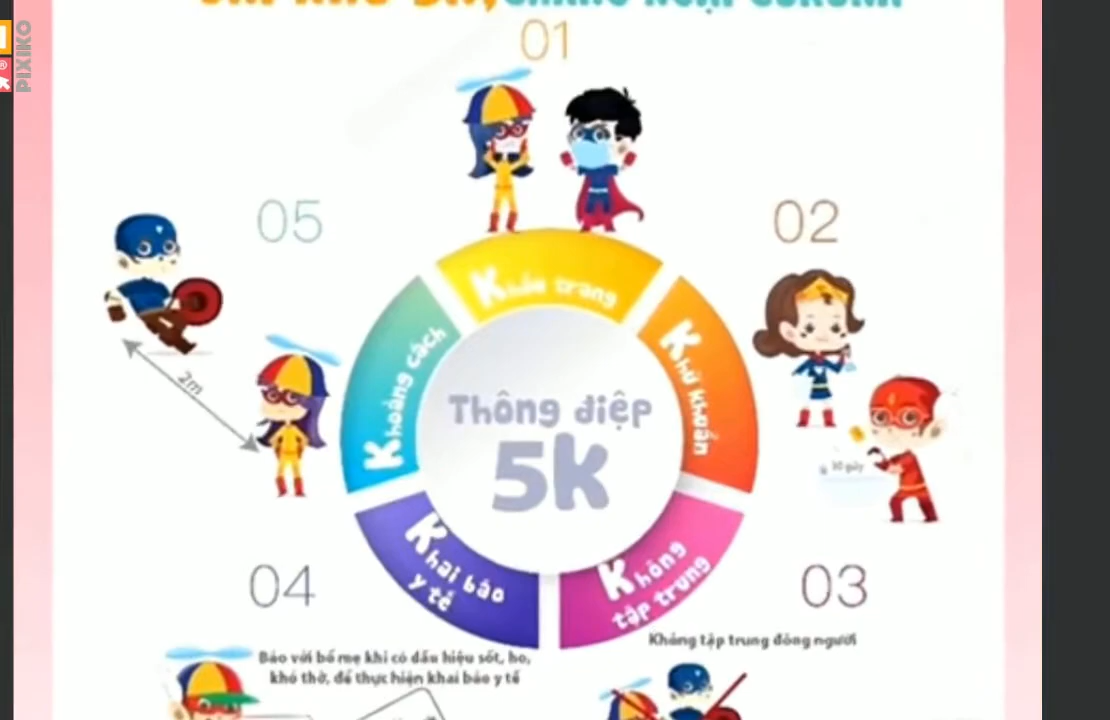 01
05
02
Khẩu trang
Khử khuẩn
Khoảng cách
2m
Thông điệp
5K
30 giây
Khai báo
y tế
Không
tập trung
04
03
Không tập trung đông người
Báo với bố mẹ khi có dấu hiệu sốt, ho,
khó thở, để thực hiện khai báo y tế
PIXIKO